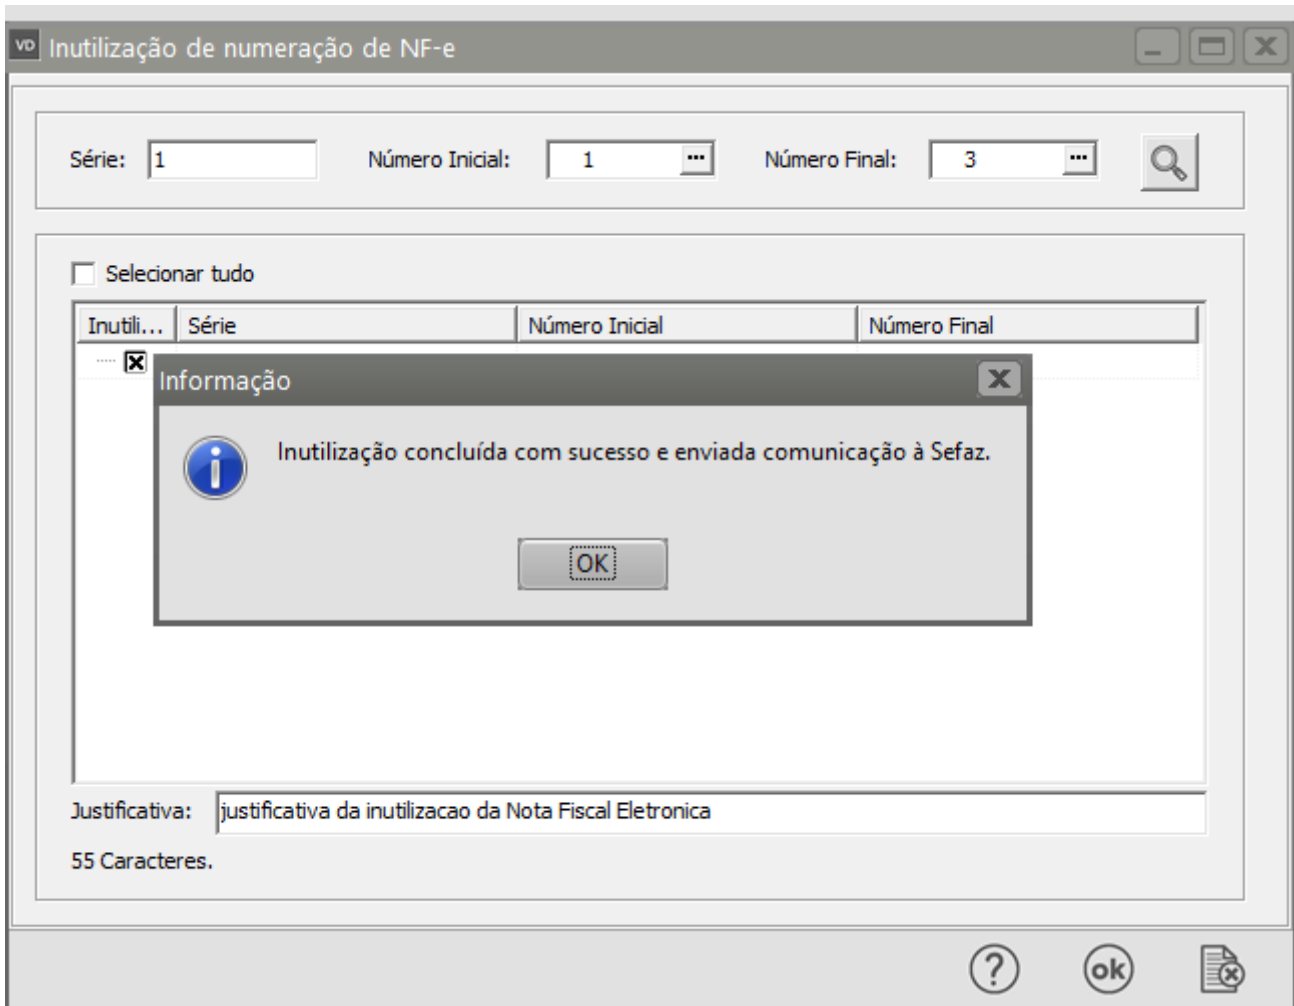 VD Inutilização de numeração de NF-e
Série: 1 Número Inicial: 1 ... Número Final: 3 ...
Selecionar tudo
Inutili... Série Número Inicial Número Final
Informação
Inutilização concluída com sucesso e enviada comunicação à Sefaz.
OK
Justificativa: justificativa da inutilizacao da Nota Fiscal Eletronica
55 Caracteres.
? ok